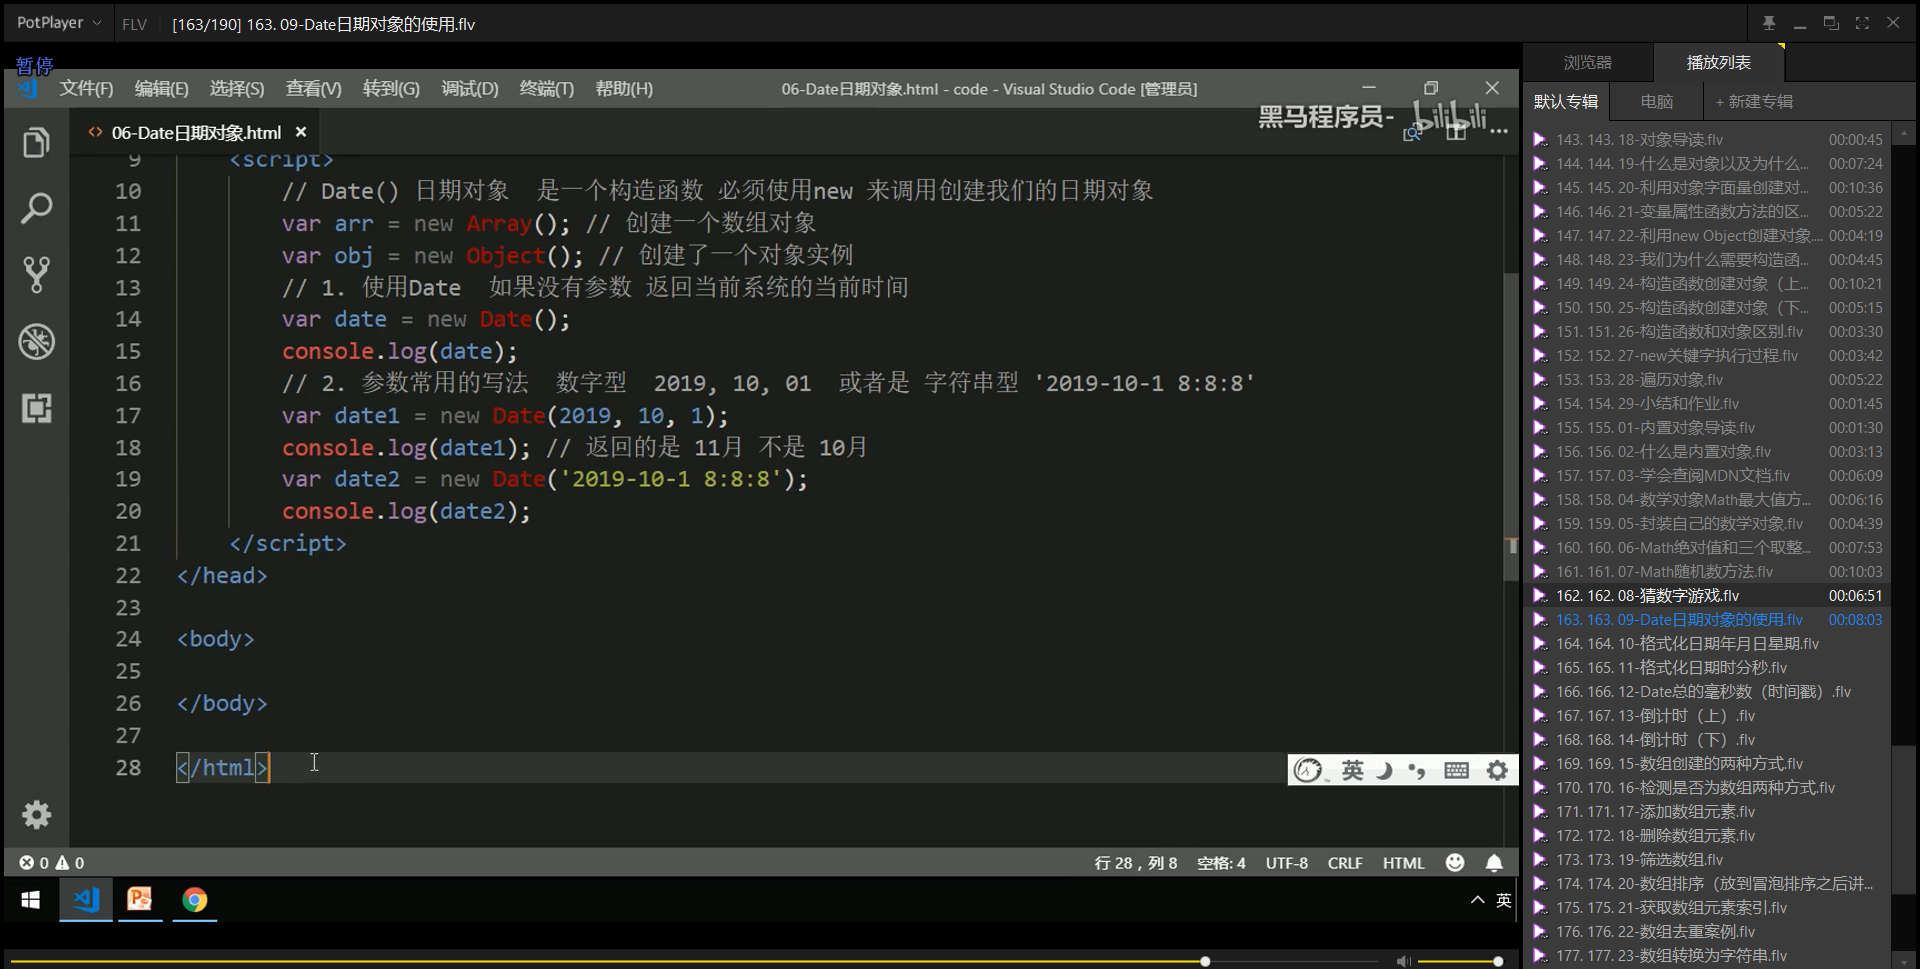 PotPlayer
FLV
[163/190] 163. 09-Date日期对象的使用.flv
暂停
文件(F) 编辑(E) 选择(S) 查看(V) 转到(G) 调试(D) 终端(T) 帮助(H)
06-Date日期对象.html - code - Visual Studio Code [管理员]
06-Date日期对象.html
黑马程序员-
bilibili
9 <script>
10 // Date() 日期对象 是一个构造函数 必须使用new 来调用创建我们的日期对象
11 var arr = new Array(); // 创建一个数组对象
12 var obj = new Object(); // 创建了一个对象实例
13 // 1. 使用Date 如果没有参数 返回当前系统的当前时间
14 var date = new Date();
15 console.log(date);
16 // 2. 参数常用的写法 数字型 2019, 10, 01 或者是 字符串型 '2019-10-1 8:8:8'
17 var date1 = new Date(2019, 10, 1);
18 console.log(date1); // 返回的是 11月 不是 10月
19 var date2 = new Date('2019-10-1 8:8:8');
20 console.log(date2);
21 </script>
22 </head>
23
24 <body>
25
26 </body>
27
28 </html>
英
0 0
行 28，列 8 空格: 4 UTF-8 CRLF HTML
英
浏览器 播放列表
默认专辑 电脑 + 新建专辑
143. 143. 18-对象导读.flv 00:00:45
144. 144. 19-什么是对象以及为什么... 00:07:24
145. 145. 20-利用对象字面量创建对... 00:10:36
146. 146. 21-变量属性函数方法的区... 00:05:22
147. 147. 22-利用new Object创建对象.... 00:04:19
148. 148. 23-我们为什么需要构造函... 00:04:45
149. 149. 24-构造函数创建对象（上... 00:10:21
150. 150. 25-构造函数创建对象（下... 00:05:15
151. 151. 26-构造函数和对象区别.flv 00:03:30
152. 152. 27-new关键字执行过程.flv 00:03:42
153. 153. 28-遍历对象.flv 00:05:22
154. 154. 29-小结和作业.flv 00:01:45
155. 155. 01-内置对象导读.flv 00:01:30
156. 156. 02-什么是内置对象.flv 00:03:13
157. 157. 03-学会查阅MDN文档.flv 00:06:09
158. 158. 04-数学对象Math最大值方... 00:06:16
159. 159. 05-封装自己的数学对象.flv 00:04:39
160. 160. 06-Math绝对值和三个取整... 00:07:53
161. 161. 07-Math随机数方法.flv 00:10:03
162. 162. 08-猜数字游戏.flv 00:06:51
163. 163. 09-Date日期对象的使用.flv 00:08:03
164. 164. 10-格式化日期年月日星期.flv
165. 165. 11-格式化日期时分秒.flv
166. 166. 12-Date总的毫秒数（时间戳）.flv
167. 167. 13-倒计时（上）.flv
168. 168. 14-倒计时（下）.flv
169. 169. 15-数组创建的两种方式.flv
170. 170. 16-检测是否为数组两种方式.flv
171. 171. 17-添加数组元素.flv
172. 172. 18-删除数组元素.flv
173. 173. 19-筛选数组.flv
174. 174. 20-数组排序（放到冒泡排序之后讲...
175. 175. 21-获取数组元素索引.flv
176. 176. 22-数组去重案例.flv
177. 177. 23-数组转换为字符串.flv